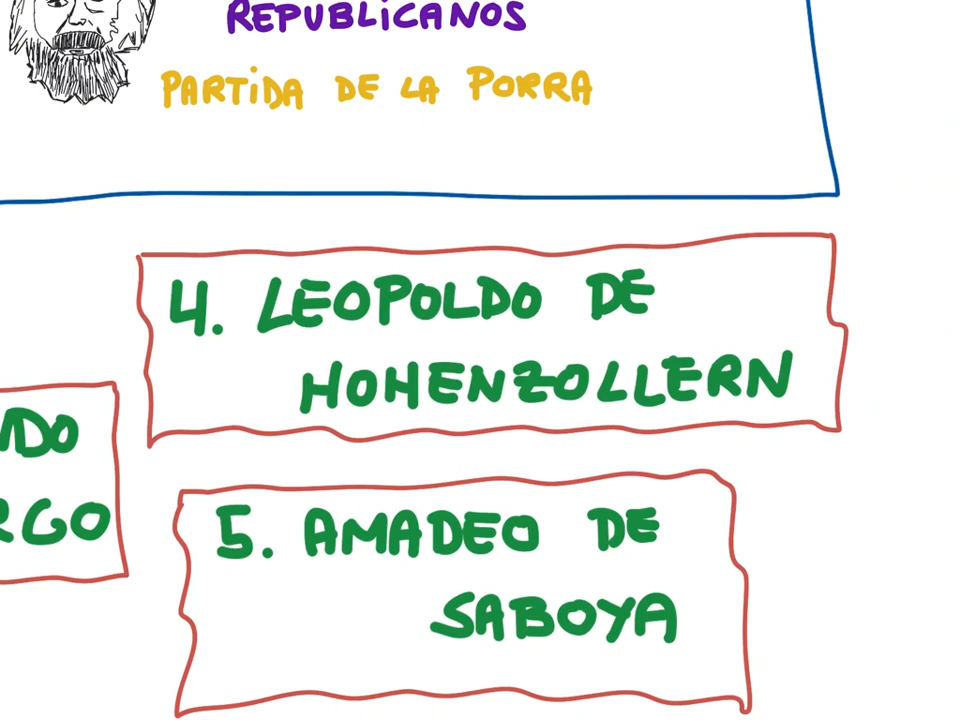 REPUBLICANOS
PARTIDA DE LA PORRA
4. LEOPOLDO DE
HOHENZOLLERN
5. AMADEO DE
SABOYA